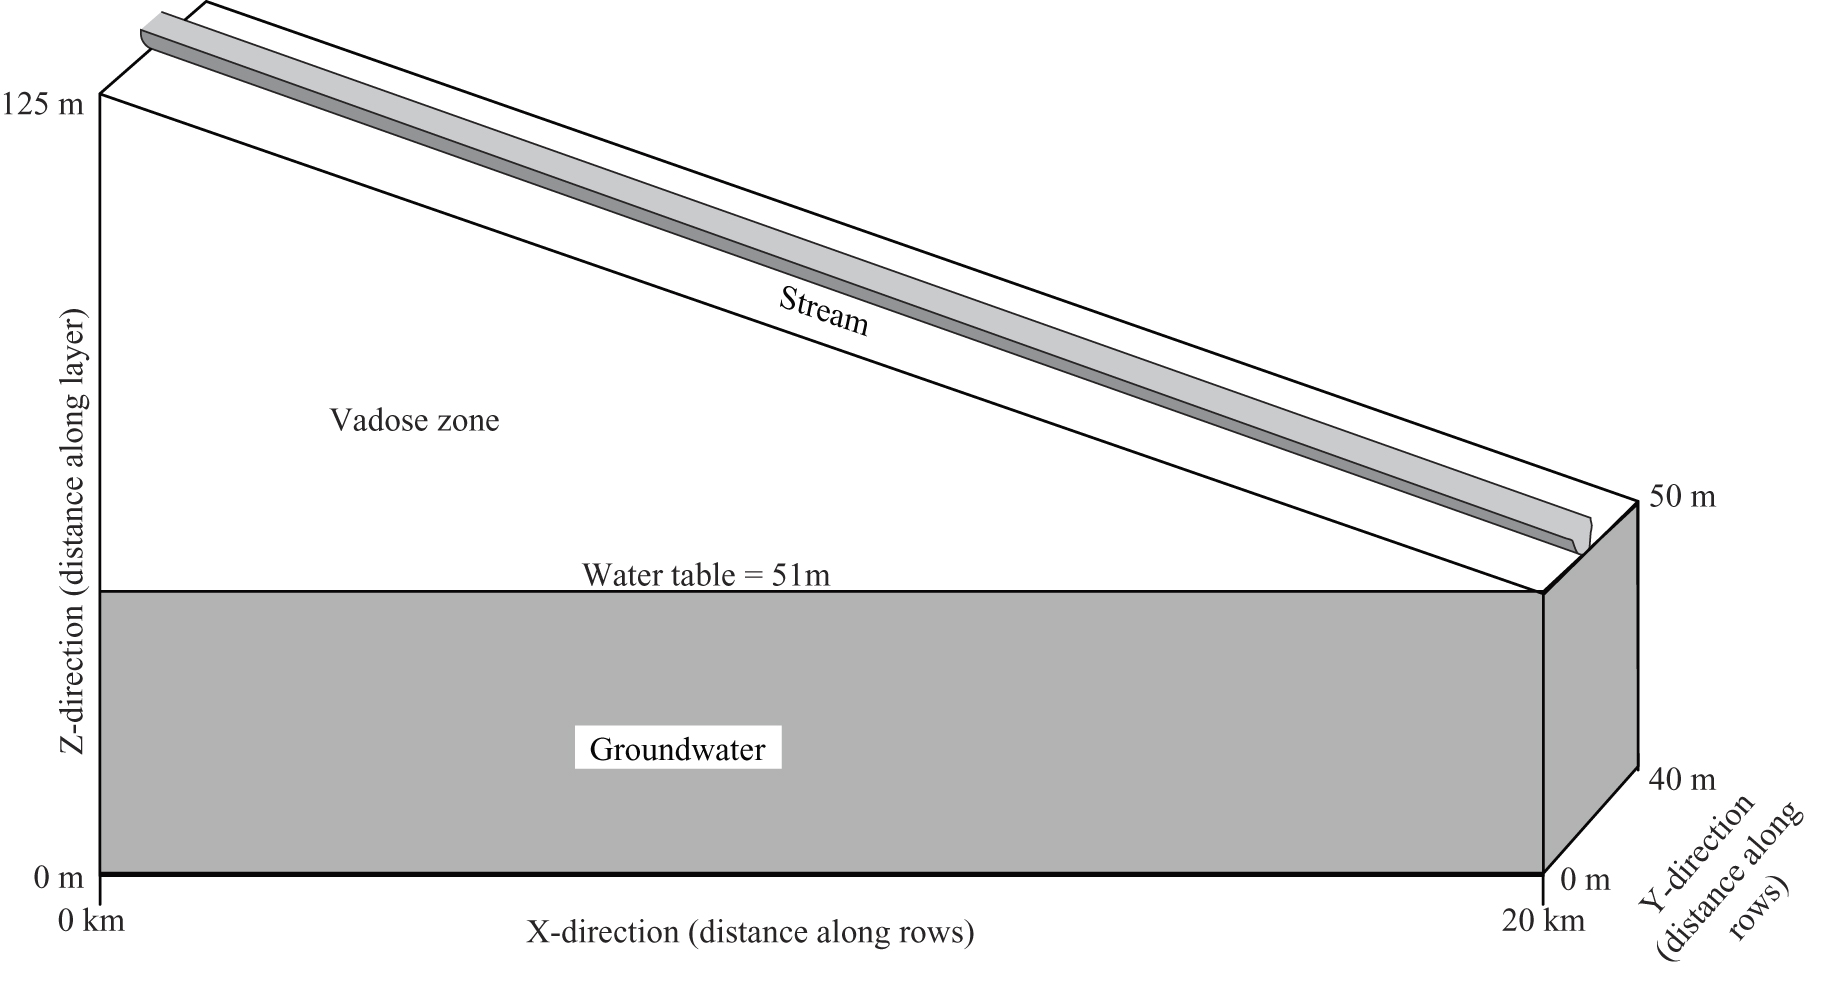 125 m
Stream
Vadose zone
50 m
Water table = 51m
Z-direction (distance along layer)
Groundwater
40 m
0 m
0 m
0 km
X-direction (distance along rows)
20 km
Y-direction
(distance along
rows)